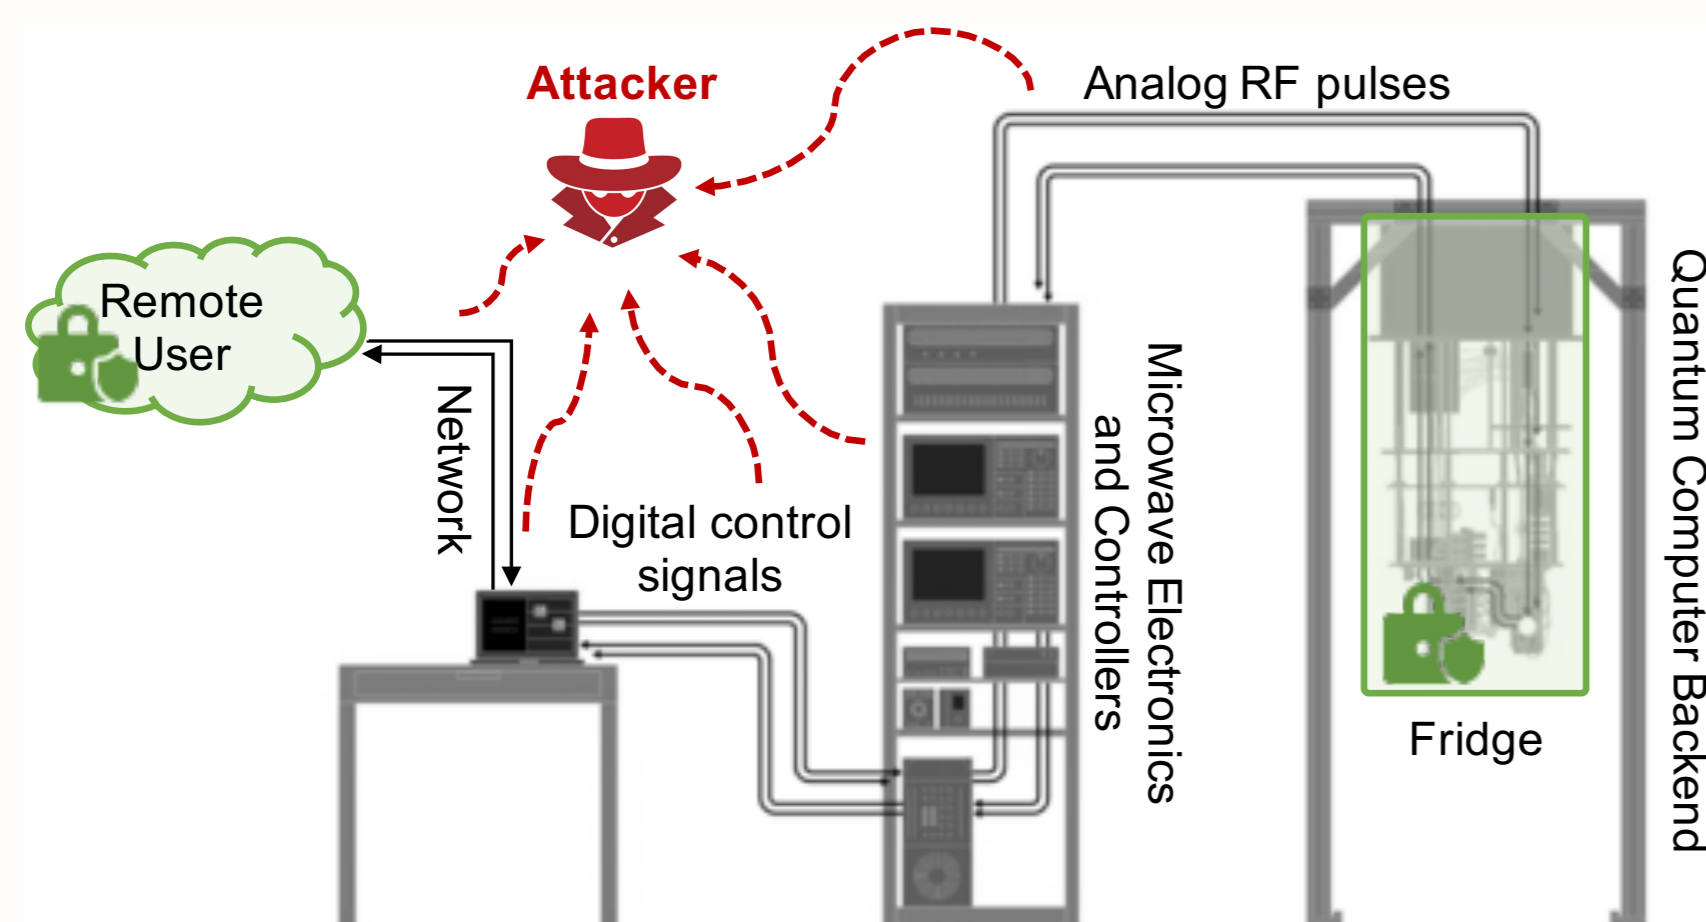 Attacker
Analog RF pulses
Remote
User
Network
Digital control
signals
Microwave Electronics
and Controllers
Fridge
Quantum Computer Backend